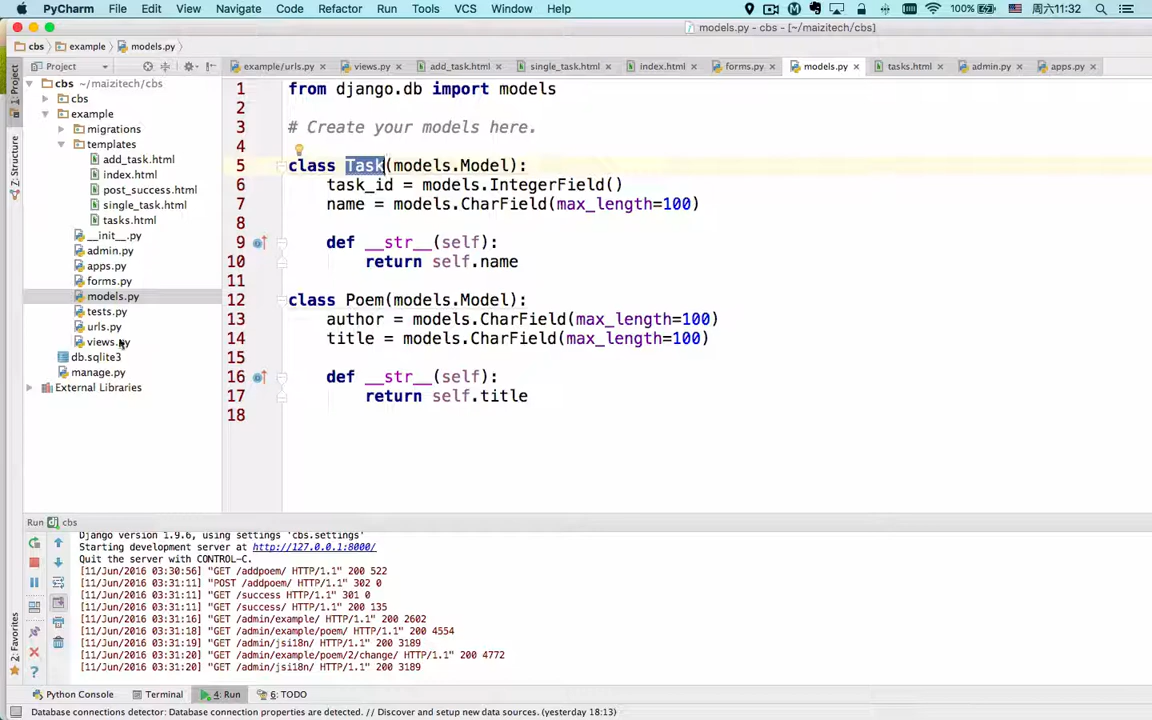 PyCharm File Edit View Navigate Code Refactor Run Tools VCS Window Help 100% 周六11:32
models.py - cbs - [~/maizitech/cbs]
cbs example models.py
Project example/urls.py views.py add_task.html single_task.html index.html forms.py models.py tasks.html admin.py apps.py
1: Project
Z: Structure
2: Favorites
cbs ~/maizitech/cbs
cbs
example
migrations
templates
add_task.html
index.html
post_success.html
single_task.html
tasks.html
__init__.py
admin.py
apps.py
forms.py
models.py
tests.py
urls.py
views.py
db.sqlite3
manage.py
External Libraries
1 from django.db import models
2
3 # Create your models here.
4
5 class Task(models.Model):
6 task_id = models.IntegerField()
7 name = models.CharField(max_length=100)
8
9 def __str__(self):
10 return self.name
11
12 class Poem(models.Model):
13 author = models.CharField(max_length=100)
14 title = models.CharField(max_length=100)
15
16 def __str__(self):
17 return self.title
18
Run cbs
Django version 1.9.6, using settings 'cbs.settings'
Starting development server at http://127.0.0.1:8000/
Quit the server with CONTROL-C.
[11/Jun/2016 03:30:56] "GET /addpoem/ HTTP/1.1" 200 522
[11/Jun/2016 03:31:11] "POST /addpoem/ HTTP/1.1" 302 0
[11/Jun/2016 03:31:11] "GET /success HTTP/1.1" 301 0
[11/Jun/2016 03:31:11] "GET /success/ HTTP/1.1" 200 135
[11/Jun/2016 03:31:16] "GET /admin/example/ HTTP/1.1" 200 2602
[11/Jun/2016 03:31:18] "GET /admin/example/poem/ HTTP/1.1" 200 4554
[11/Jun/2016 03:31:19] "GET /admin/jsi18n/ HTTP/1.1" 200 3189
[11/Jun/2016 03:31:20] "GET /admin/example/poem/2/change/ HTTP/1.1" 200 4772
[11/Jun/2016 03:31:20] "GET /admin/jsi18n/ HTTP/1.1" 200 3189
Python Console Terminal 4: Run 6: TODO
Database connections detector: Database connection properties are detected. // Discover and setup new data sources. (yesterday 18:13)